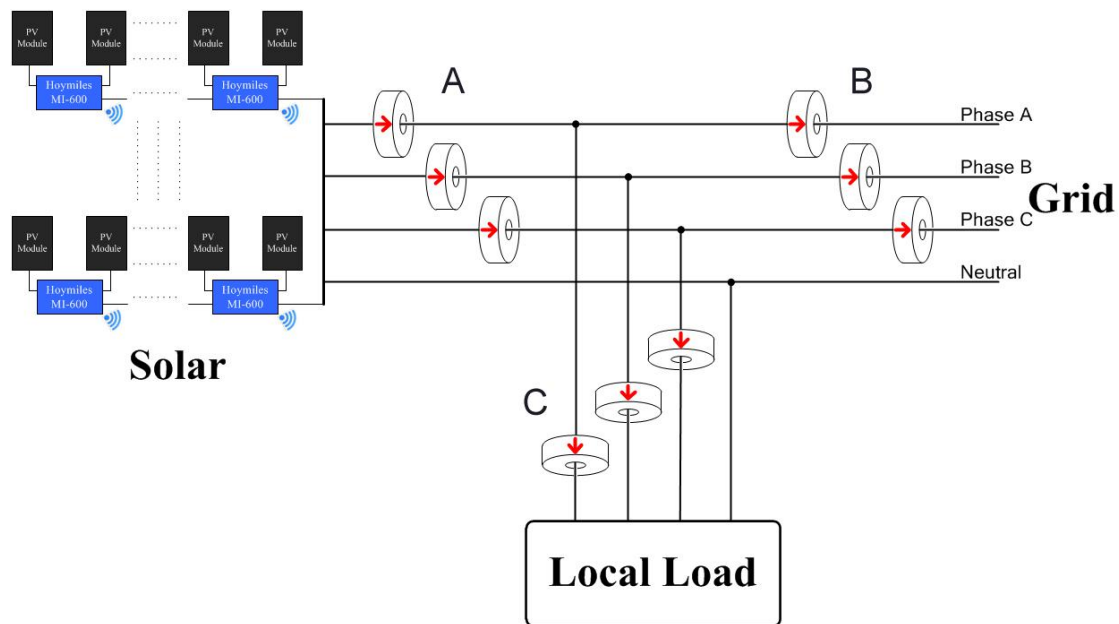 PV
Module
PV
Module
PV
Module
PV
Module
Hoymiles
MI-600
Hoymiles
MI-600
A
B
Phase A
Phase B
Phase C
Neutral
Grid
PV
Module
PV
Module
PV
Module
PV
Module
Hoymiles
MI-600
Hoymiles
MI-600
Solar
C
Local Load